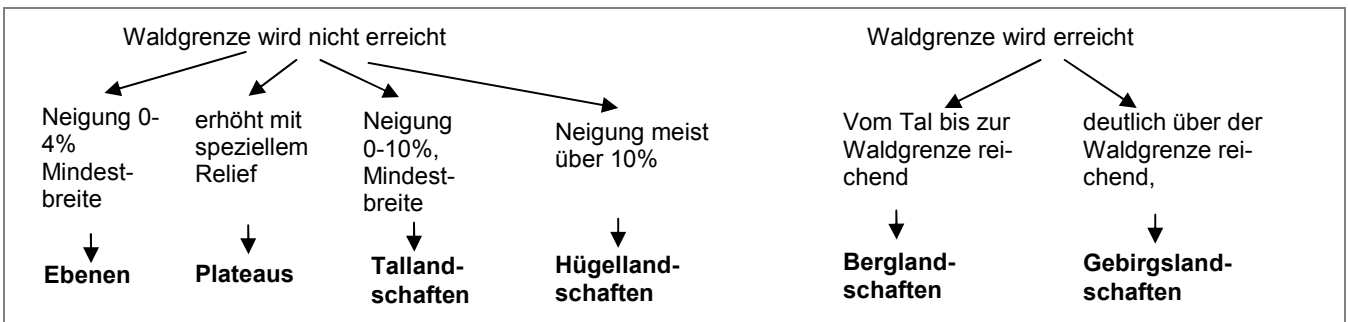 Waldgrenze wird nicht erreicht
Waldgrenze wird erreicht
Neigung 0-
4%
Mindest-
breite
erhöht mit
speziellem
Relief
Neigung
0-10%,
Mindest-
breite
Neigung meist
über 10%
Vom Tal bis zur
Waldgrenze rei-
chend
deutlich über der
Waldgrenze rei-
chend,
Ebenen
Plateaus
Talland-
schaften
Hügelland-
schaften
Bergland-
schaften
Gebirgsland-
schaften